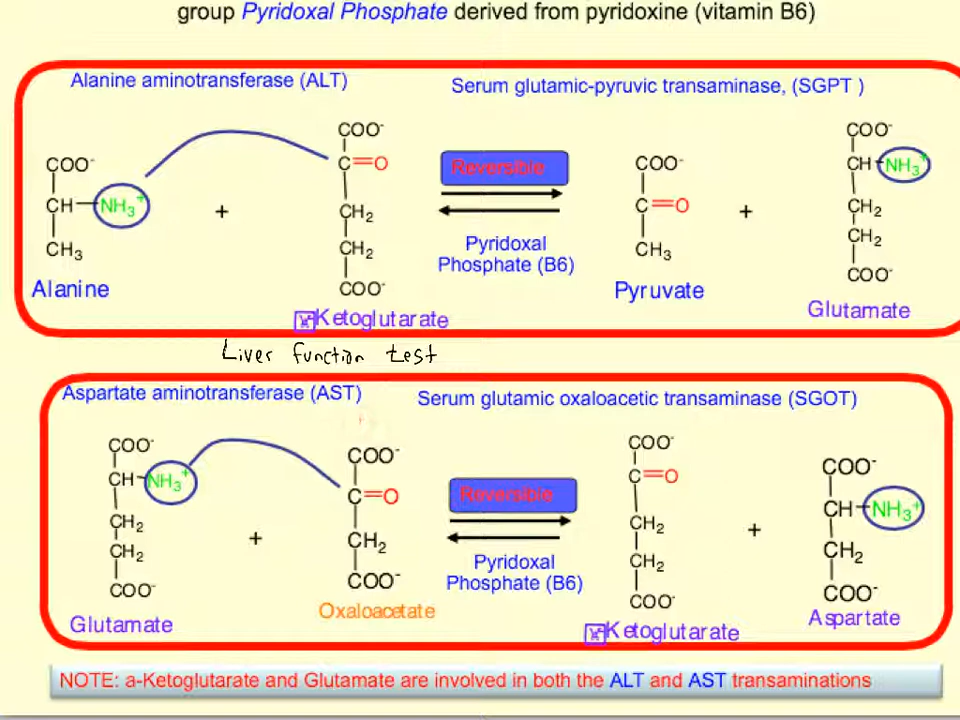 group Pyridoxal Phosphate derived from pyridoxine (vitamin B6)
Alanine aminotransferase (ALT)
Serum glutamic-pyruvic transaminase, (SGPT )
COO⁻
CH—NH₃⁺
CH₃
Alanine
+
COO⁻
C=O
CH₂
CH₂
COO⁻
Ketoglutarate
Reversible
Pyridoxal
Phosphate (B6)
COO⁻
C=O
CH₃
Pyruvate
+
COO⁻
CH-NH₃⁺
CH₂
CH₂
COO⁻
Glutamate
Liver function test
Aspartate aminotransferase (AST)
Serum glutamic oxaloacetic transaminase (SGOT)
COO⁻
CH-NH₃⁺
CH₂
CH₂
COO⁻
Glutamate
+
COO⁻
C=O
CH₂
COO⁻
Oxaloacetate
Reversible
Pyridoxal
Phosphate (B6)
COO⁻
C=O
CH₂
CH₂
COO⁻
Ketoglutarate
+
COO⁻
CH-NH₃⁺
CH₂
COO⁻
Aspartate
NOTE: a-Ketoglutarate and Glutamate are involved in both the ALT and AST transaminations